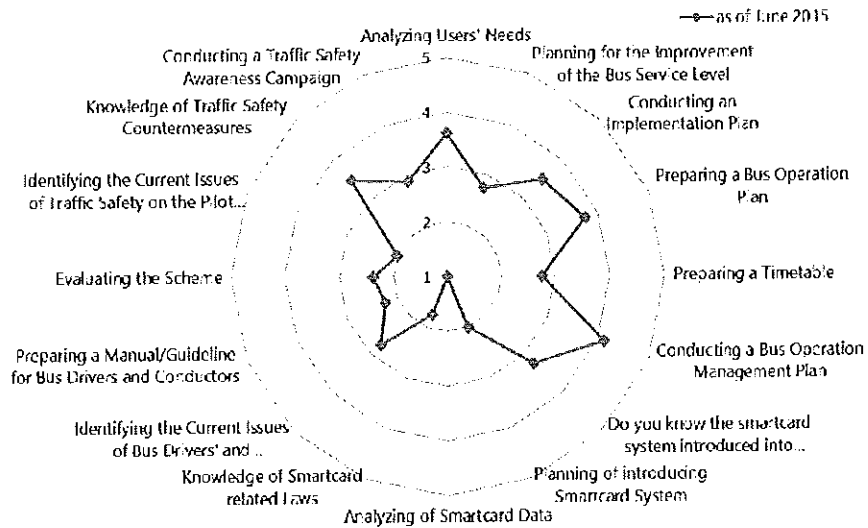 as of June 2015
Analyzing Users' Needs
Planning for the Improvement
of the Bus Service Level
Conducting an
Implementation Plan
Preparing a Bus Operation
Plan
Preparing a Timetable
Conducting a Bus Operation
Management Plan
Do you know the smartcard
system introduced into...
Planning of introducing
Smartcard System
Analyzing of Smartcard Data
Knowledge of Smartcard
related Laws
Identifying the Current Issues
of Bus Drivers' and ...
Preparing a Manual/Guideline
for Bus Drivers and Conductors
Evaluating the Scheme
Identifying the Current Issues
of Traffic Safety on the Pilot...
Knowledge of Traffic Safety
Countermeasures
Conducting a Traffic Safety
Awareness Campaign
5
4
3
2
1